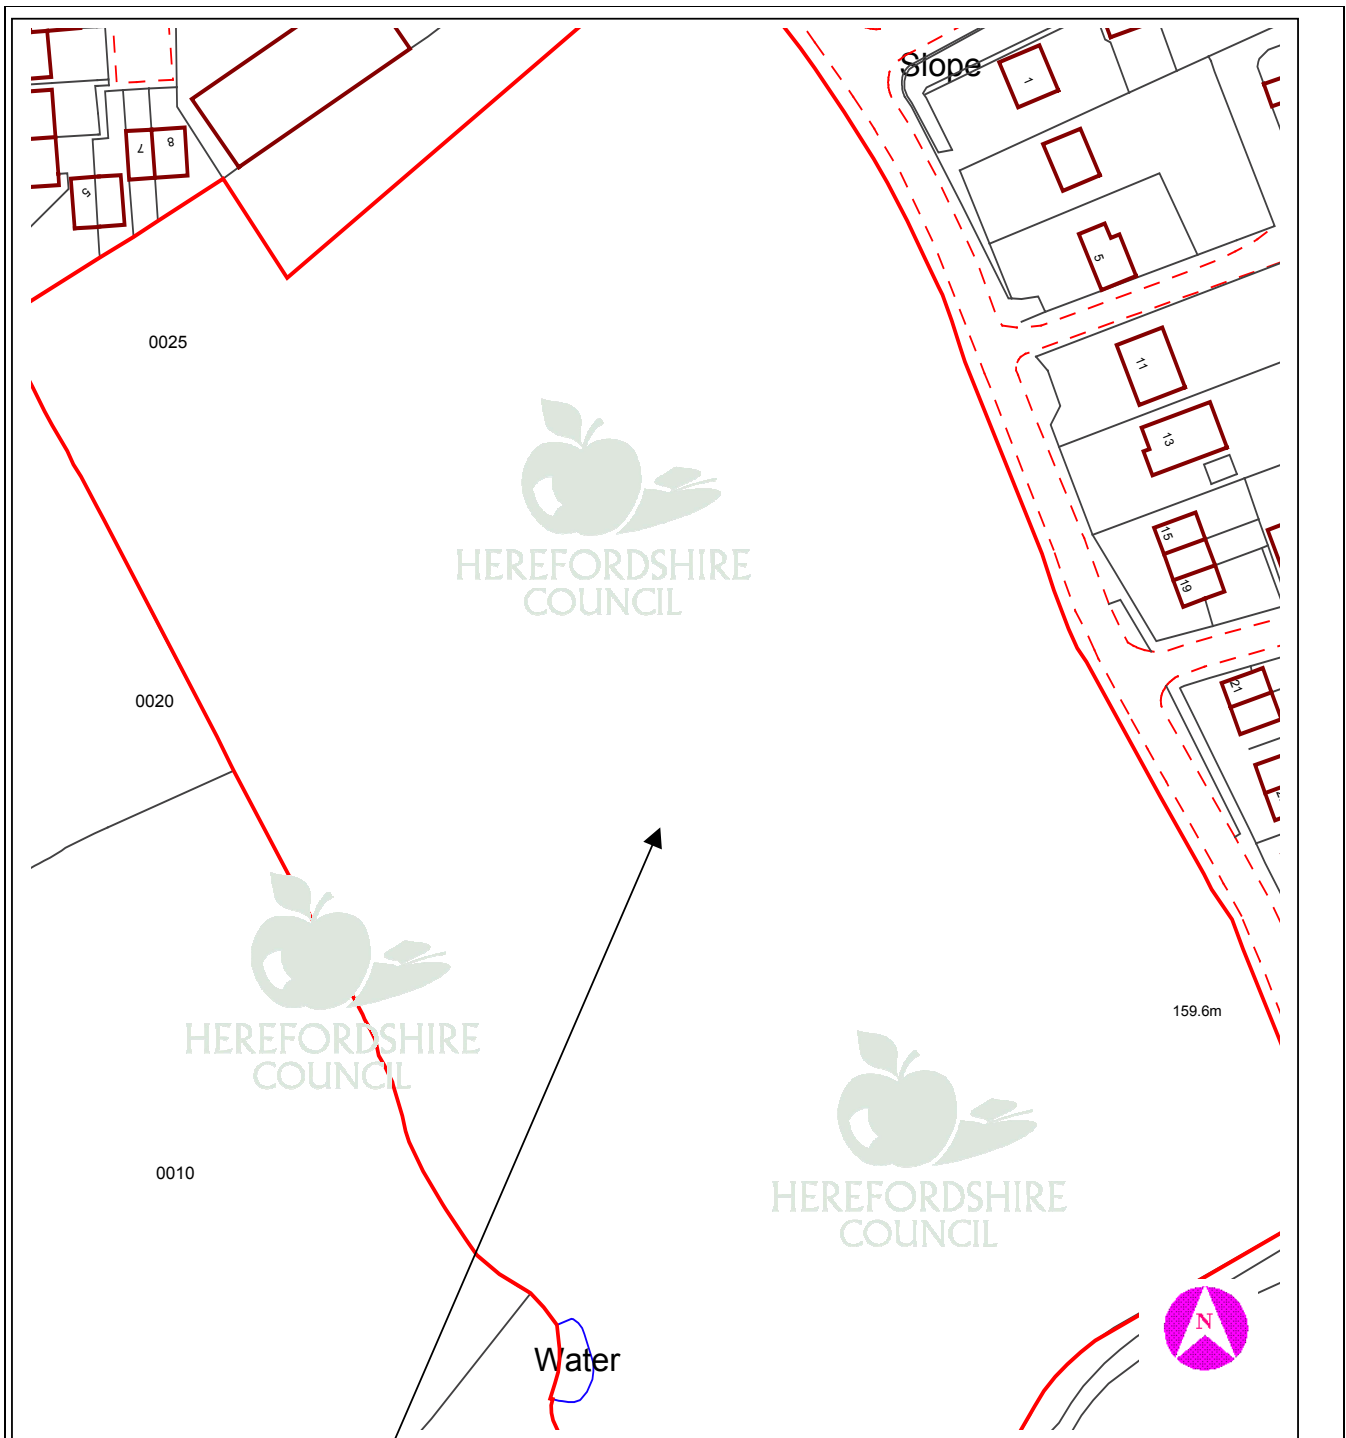 Slope
1
7
8
5
5
0025
11
13
HEREFORDSHIRE
COUNCIL
15
19
21
0020
HEREFORDSHIRE
COUNCIL
159.6m
HEREFORDSHIRE
COUNCIL
0010
N
Water